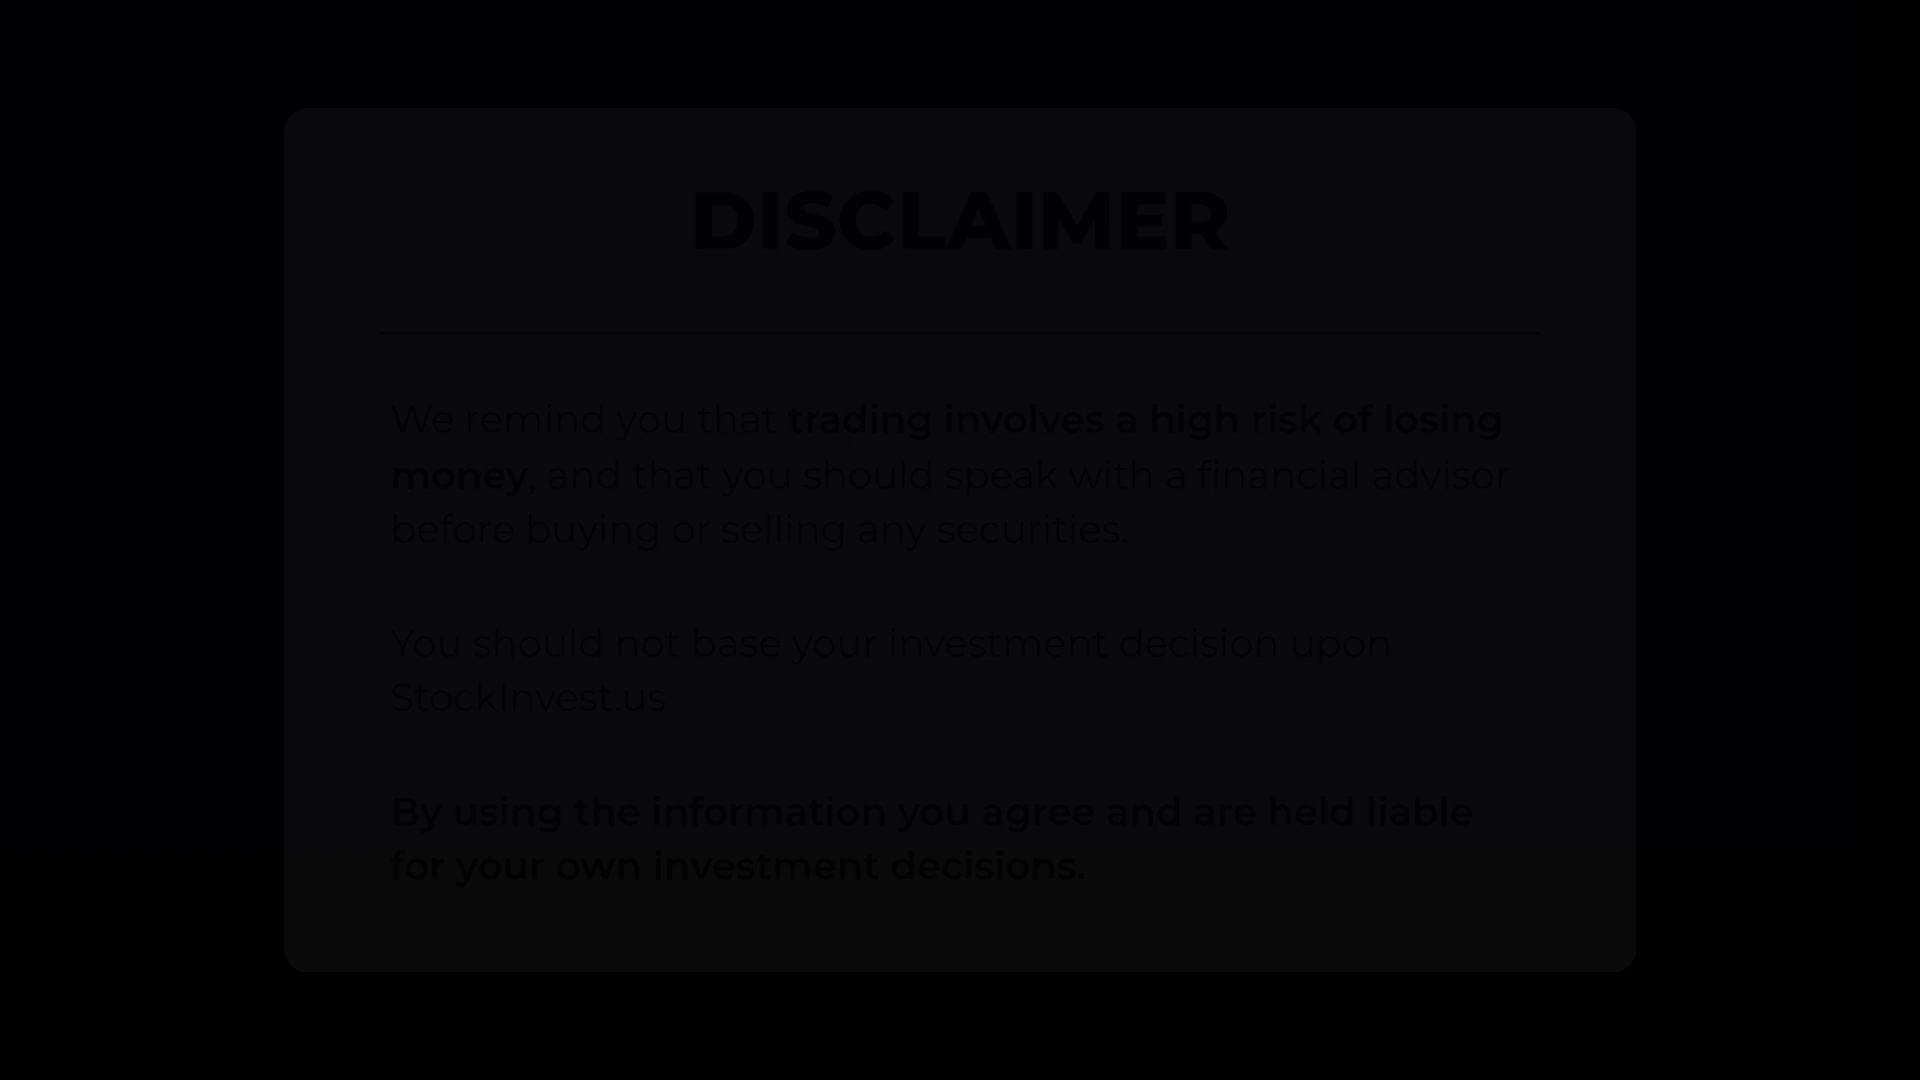 DISCLAIMER
We remind you that trading involves a high risk of losing
money, and that you should speak with a financial advisor
before buying or selling any securities.
You should not base your investment decision upon
StockInvest.us
By using the information you agree and are held liable
for your own investment decisions.